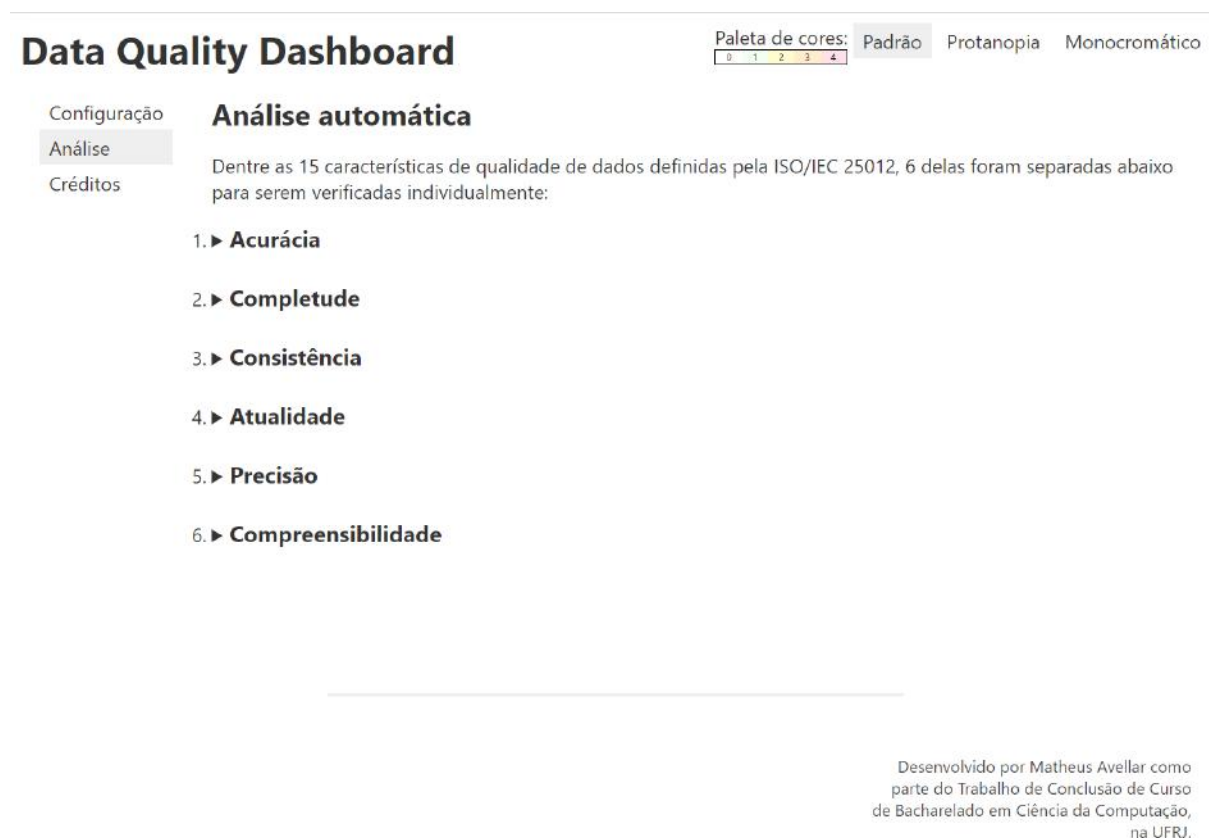 Data Quality Dashboard
Paleta de cores:
0 1 2 3 4
Padrão
Protanopia
Monocromático
Configuração
Análise
Créditos
Análise automática
Dentre as 15 características de qualidade de dados definidas pela ISO/IEC 25012, 6 delas foram separadas abaixo
para serem verificadas individualmente:
1. ▶ Acurácia
2. ▶ Completude
3. ▶ Consistência
4. ▶ Atualidade
5. ▶ Precisão
6. ▶ Compreensibilidade
Desenvolvido por Matheus Avellar como
parte do Trabalho de Conclusão de Curso
de Bacharelado em Ciência da Computação,
na UFRJ.